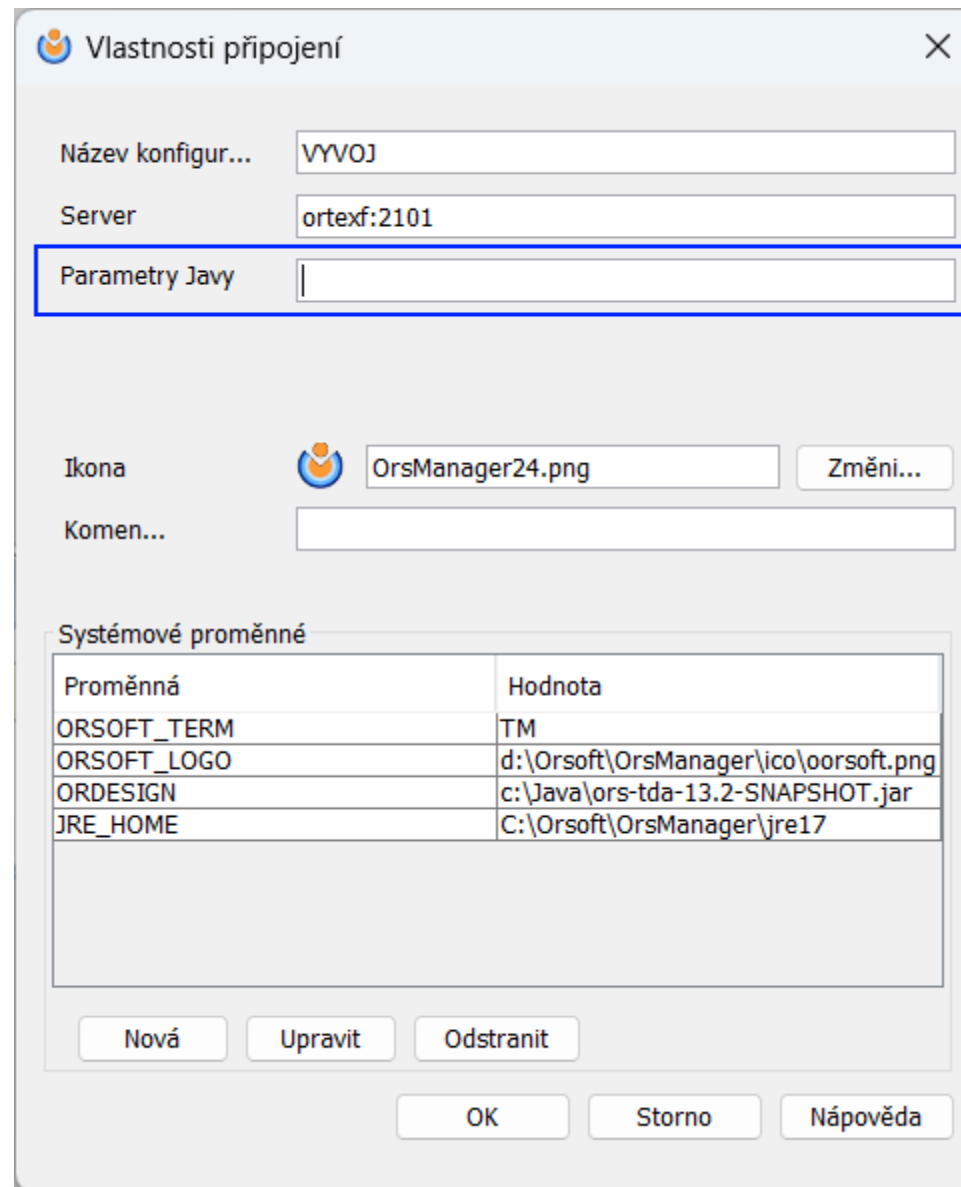 Vlastnosti připojení
Název konfigur... VYVOJ
Server ortexf:2101
Parametry Javy
Ikona OrsManager24.png Změni...
Komen...
Systémové proměnné
Proměnná Hodnota
ORSOFT_TERM TM
ORSOFT_LOGO d:\Orsoft\OrsManager\ico\oorsoft.png
ORDESIGN c:\Java\ors-tda-13.2-SNAPSHOT.jar
JRE_HOME C:\Orsoft\OrsManager\jre17
Nová Upravit Odstranit
OK Storno Nápověda